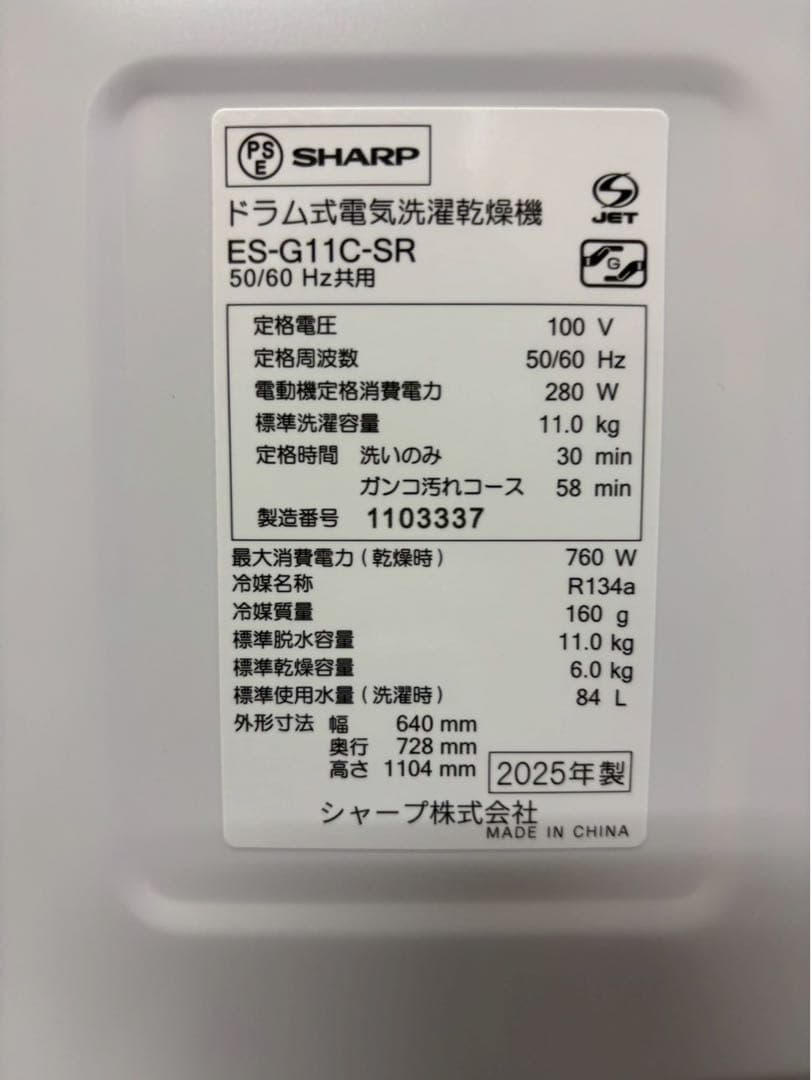 PSE SHARP
JET
ドラム式電気洗濯乾燥機
ES-G11C-SR
G
50/60 Hz共用
定格電圧 100 V
定格周波数 50/60 Hz
電動機定格消費電力 280 W
標準洗濯容量 11.0 kg
定格時間 洗いのみ 30 min
ガンコ汚れコース 58 min
製造番号 1103337
最大消費電力(乾燥時) 760 W
冷媒名称 R134a
冷媒質量 160 g
標準脱水容量 11.0 kg
標準乾燥容量 6.0 kg
標準使用水量(洗濯時) 84 L
外形寸法 幅 640 mm
奥行 728 mm
高さ 1104 mm
2025年製
シャープ株式会社
MADE IN CHINA